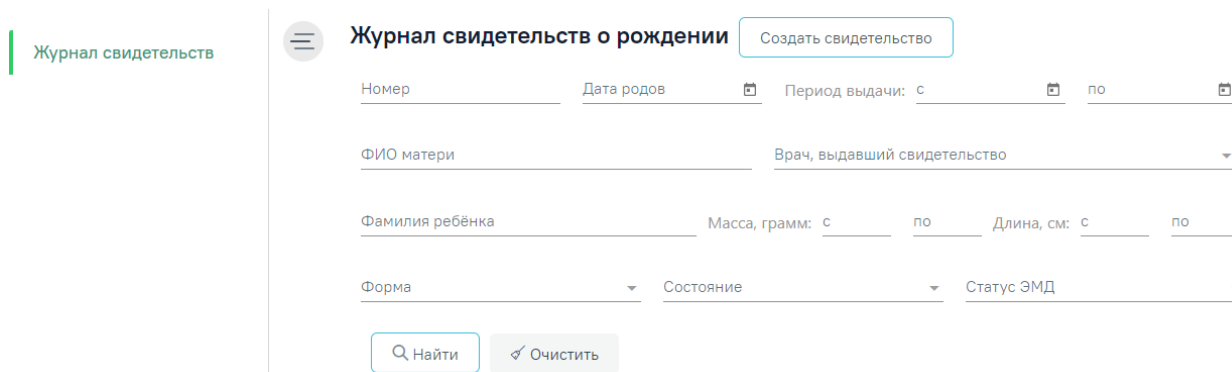 Журнал свидетельств
Журнал свидетельств о рождении Создать свидетельство
Номер Дата родов Период выдачи: с по
ФИО матери Врач, выдавший свидетельство
Фамилия ребёнка Масса, грамм: с по Длина, см: с по
Форма Состояние Статус ЭМД
Найти Очистить